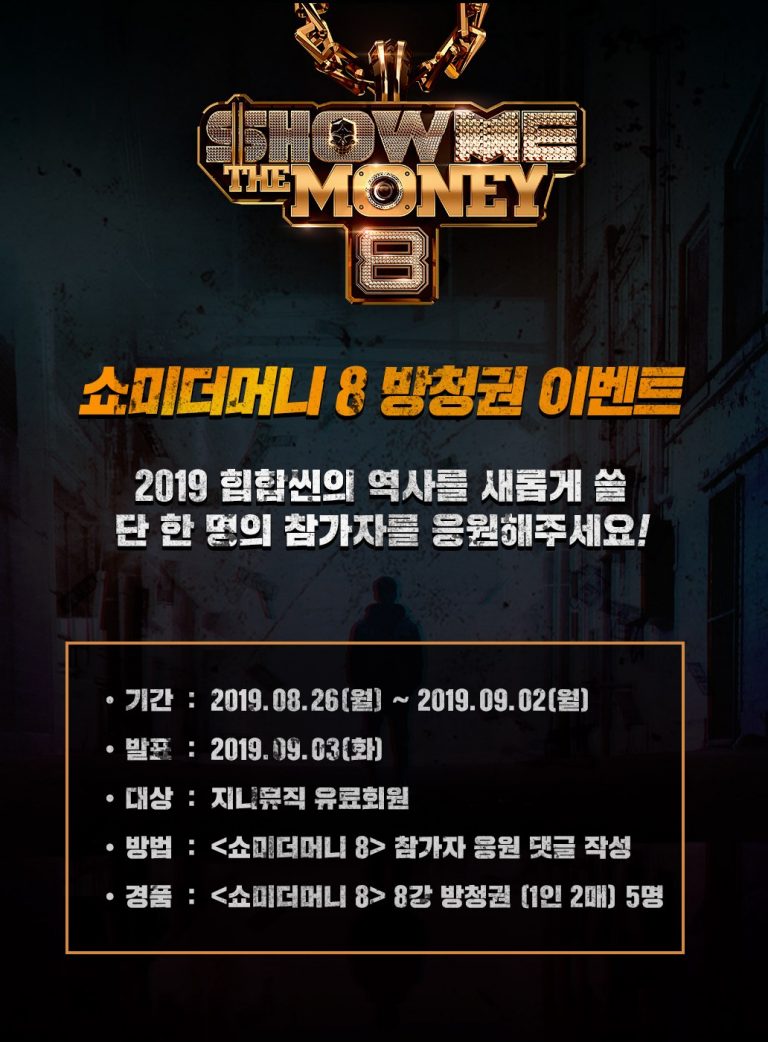 SHOW ME
THE MONEY
8
쇼미더머니 8 방청권 이벤트
2019 힙합씬의 역사를 새롭게 쓸
단 한 명의 참가자를 응원해주세요!
• 기간 : 2019.08.26(월) ~ 2019.09.02(월)
• 발표 : 2019.09.03(화)
• 대상 : 지니뮤직 유료회원
• 방법 : <쇼미더머니 8> 참가자 응원 댓글 작성
• 경품 : <쇼미더머니 8> 8강 방청권 (1인 2매) 5명